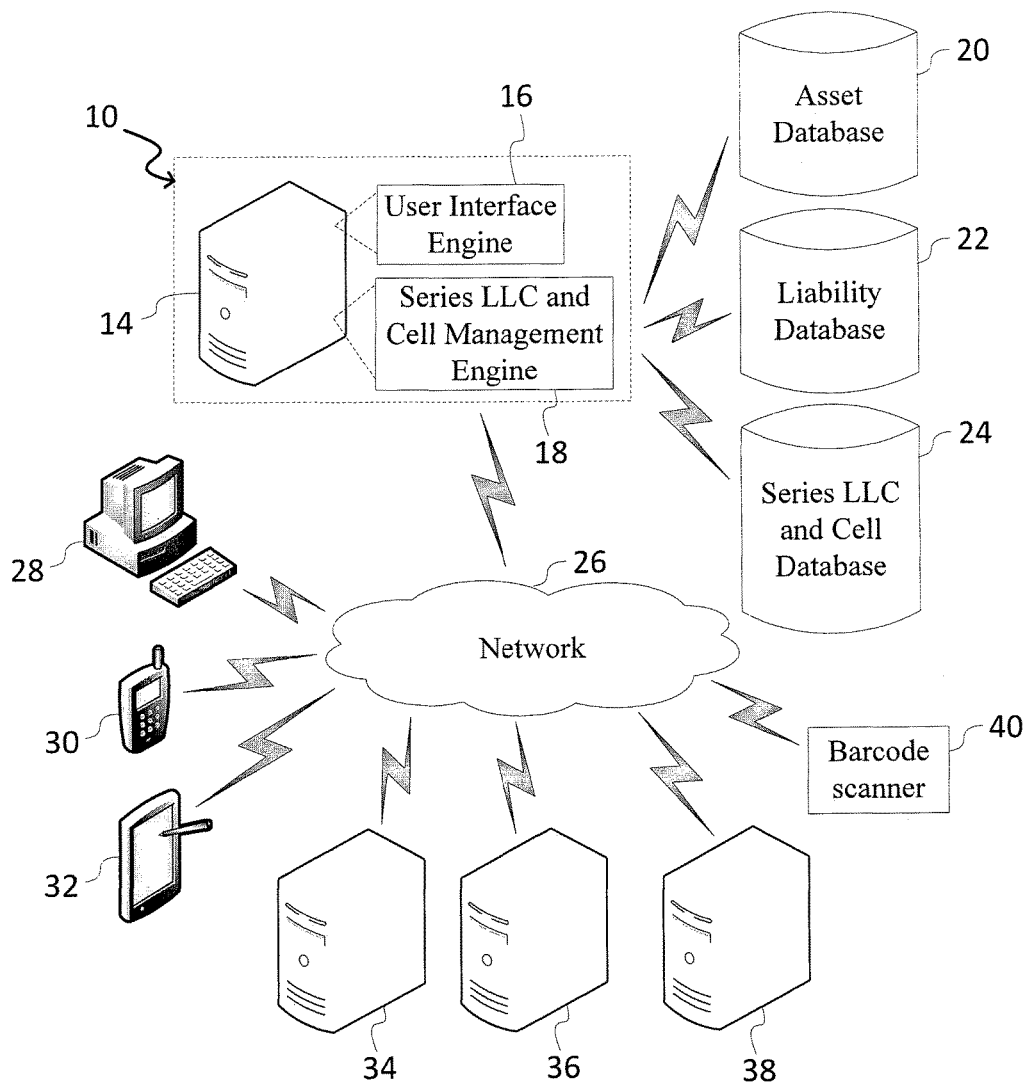 20
Asset
Database
16
10
User Interface
Engine
22
Liability
Database
14
Series LLC and
Cell Management
Engine
18
24
Series LLC
and Cell
Database
28
26
Network
30
40
Barcode
scanner
32
34
36
38